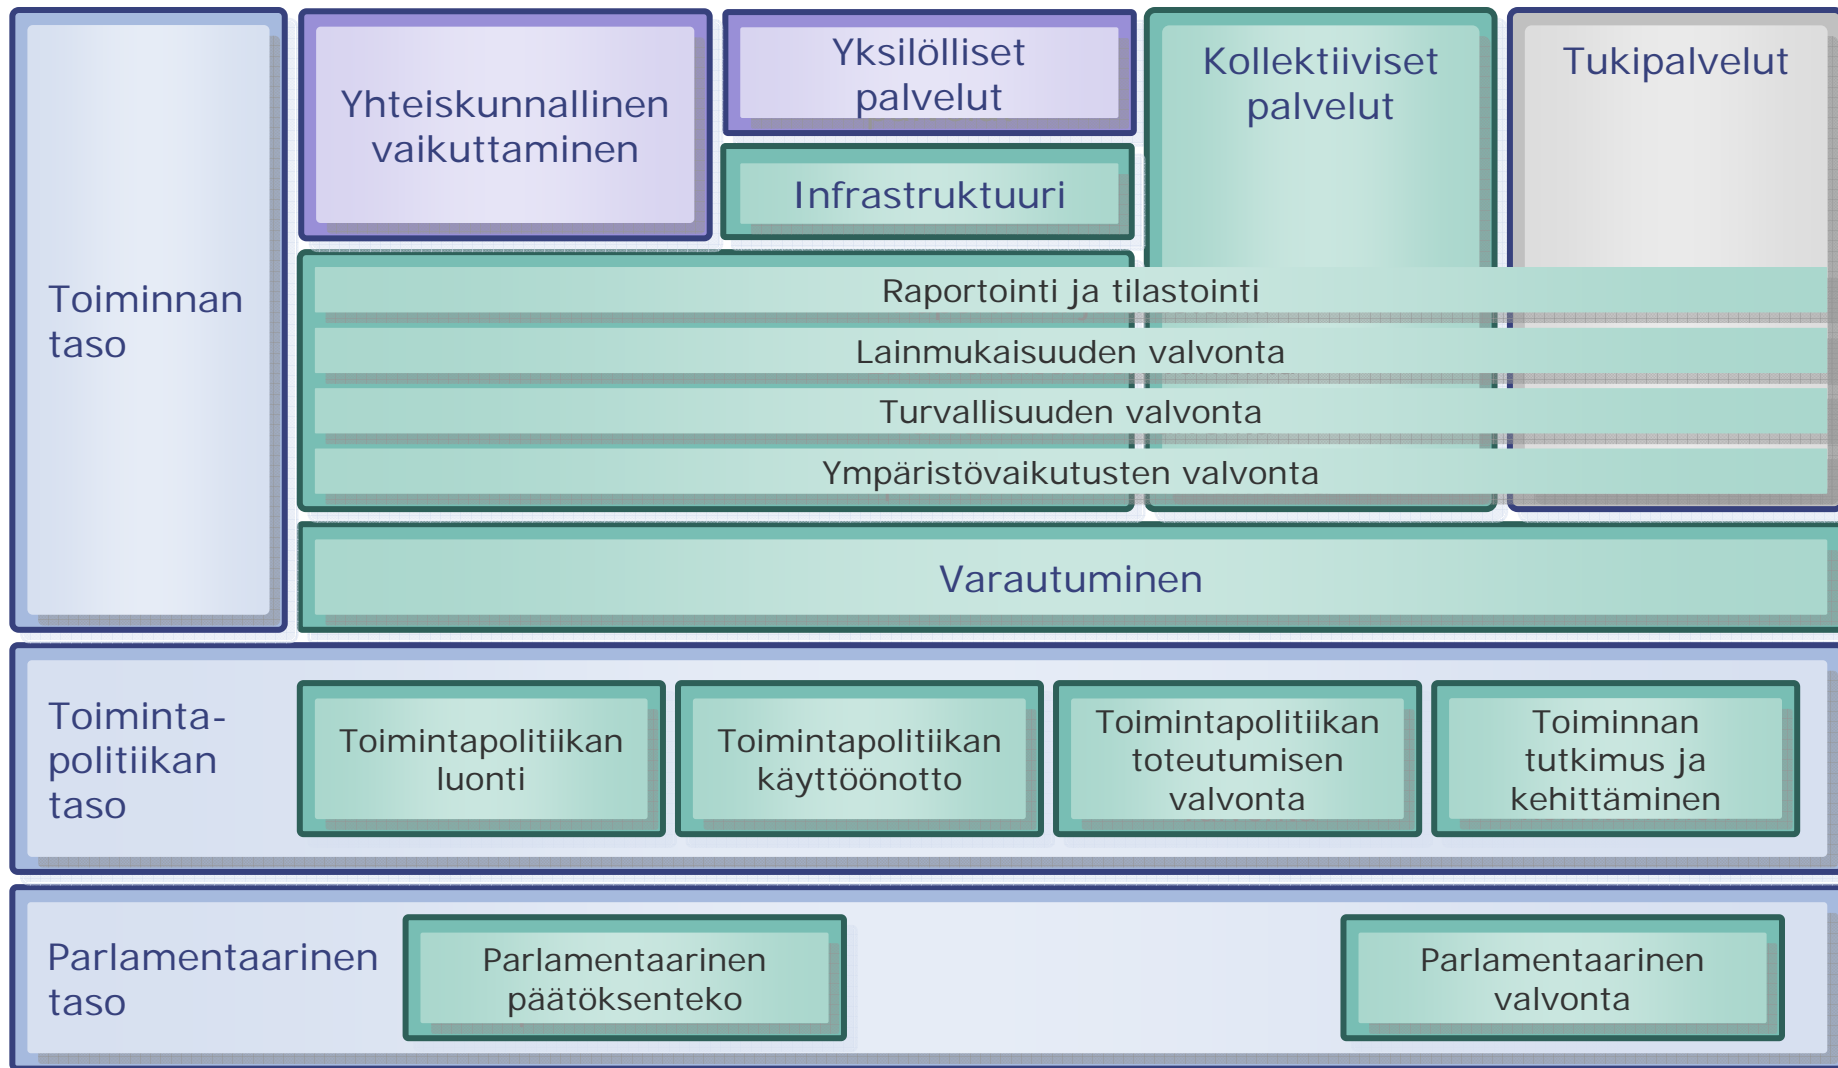 Toiminnan
taso
Yhteiskunnallinen
vaikuttaminen
Yksilölliset
palvelut
Infrastruktuuri
Kollektiiviset
palvelut
Tukipalvelut
Raportointi ja tilastointi
Lainmukaisuuden valvonta
Turvallisuuden valvonta
Ympäristövaikutusten valvonta
Varautuminen
Toiminta-
politiikan
taso
Toimintapolitiikan
luonti
Toimintapolitiikan
käyttöönotto
Toimintapolitiikan
toteutumisen
valvonta
Toiminnan
tutkimus ja
kehittäminen
Parlamentaarinen
taso
Parlamentaarinen
päätöksenteko
Parlamentaarinen
valvonta